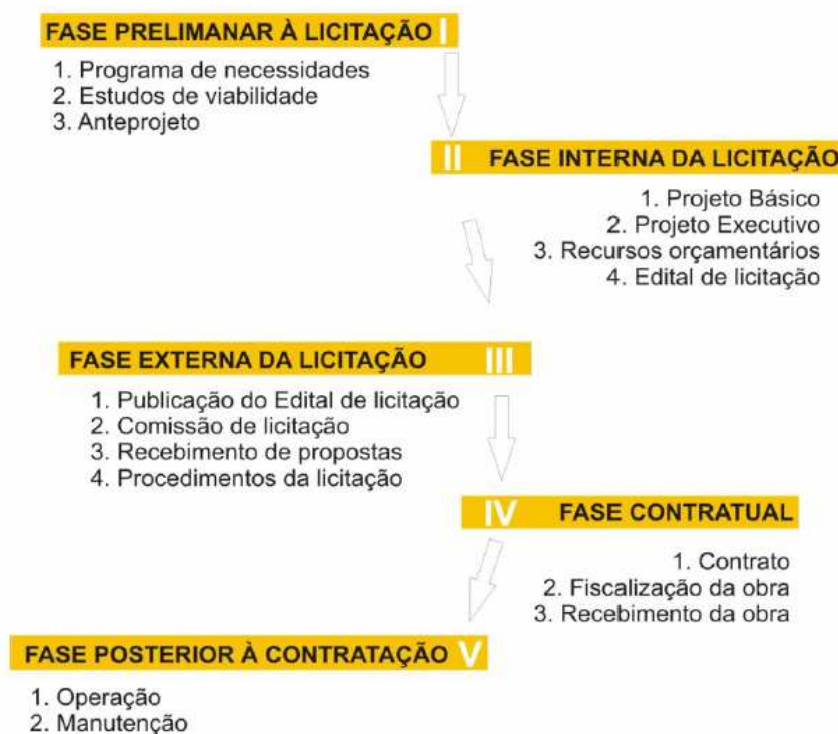 FASE PRELIMANAR À LICITAÇÃO I
1. Programa de necessidades
2. Estudos de viabilidade
3. Anteprojeto
II FASE INTERNA DA LICITAÇÃO
1. Projeto Básico
2. Projeto Executivo
3. Recursos orçamentários
4. Edital de licitação
FASE EXTERNA DA LICITAÇÃO III
1. Publicação do Edital de licitação
2. Comissão de licitação
3. Recebimento de propostas
4. Procedimentos da licitação
IV FASE CONTRATUAL
1. Contrato
2. Fiscalização da obra
3. Recebimento da obra
FASE POSTERIOR À CONTRATAÇÃO V
1. Operação
2. Manutenção